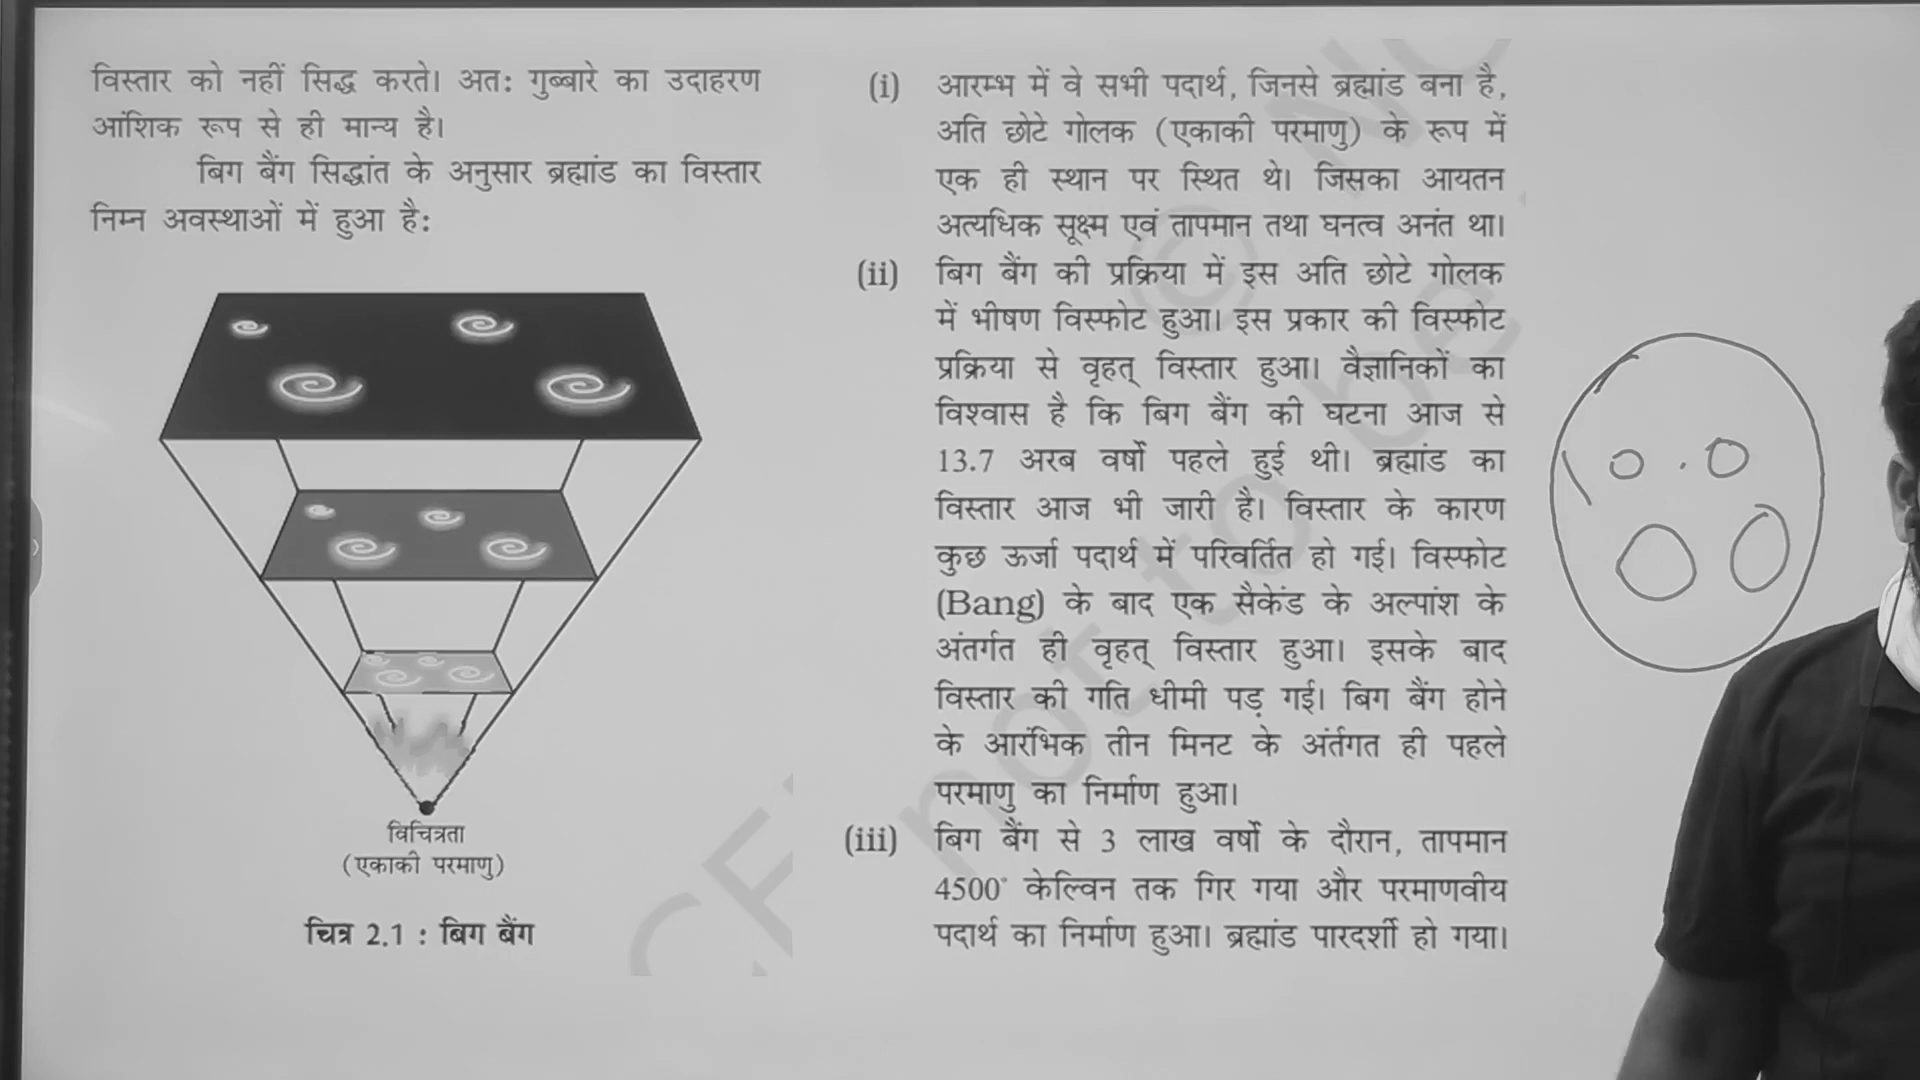 विस्तार को नहीं सिद्ध करते। अत: गुब्बारे का उदाहरण
आंशिक रूप से ही मान्य है।
बिग बैंग सिद्धांत के अनुसार ब्रह्मांड का विस्तार
निम्न अवस्थाओं में हुआ है:
विचित्रता
(एकाकी परमाणु)
चित्र 2.1 : बिग बैंग
(i) आरम्भ में वे सभी पदार्थ, जिनसे ब्रह्मांड बना है,
अति छोटे गोलक (एकाकी परमाणु) के रूप में
एक ही स्थान पर स्थित थे। जिसका आयतन
अत्यधिक सूक्ष्म एवं तापमान तथा घनत्व अनंत था।
(ii) बिग बैंग की प्रक्रिया में इस अति छोटे गोलक
में भीषण विस्फोट हुआ। इस प्रकार की विस्फोट
प्रक्रिया से वृहत् विस्तार हुआ। वैज्ञानिकों का
विश्वास है कि बिग बैंग की घटना आज से
13.7 अरब वर्षों पहले हुई थी। ब्रह्मांड का
विस्तार आज भी जारी है। विस्तार के कारण
कुछ ऊर्जा पदार्थ में परिवर्तित हो गई। विस्फोट
(Bang) के बाद एक सैकेंड के अल्पांश के
अंतर्गत ही वृहत् विस्तार हुआ। इसके बाद
विस्तार की गति धीमी पड़ गई। बिग बैंग होने
के आरंभिक तीन मिनट के अंर्तगत ही पहले
परमाणु का निर्माण हुआ।
(iii) बिग बैंग से 3 लाख वर्षों के दौरान, तापमान
4500° केल्विन तक गिर गया और परमाणवीय
पदार्थ का निर्माण हुआ। ब्रह्मांड पारदर्शी हो गया।
not to be